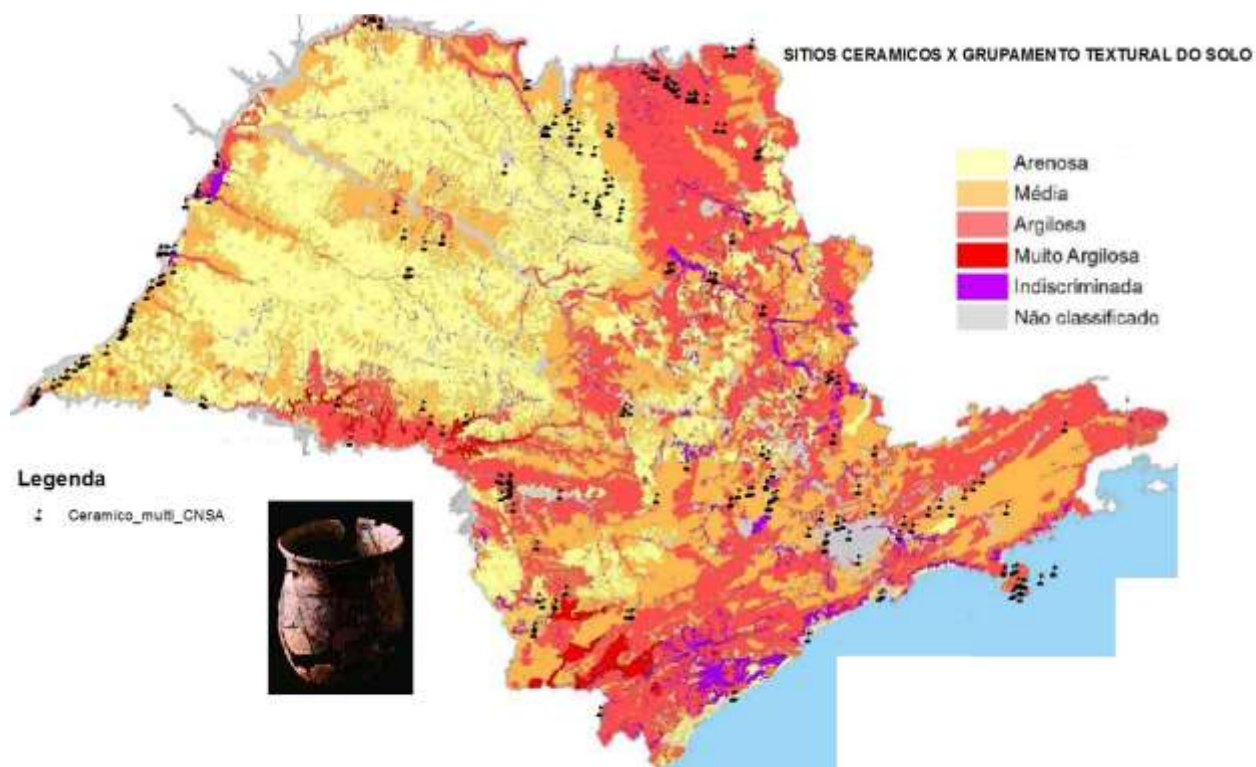 SITIOS CERAMICOS X GRUPAMENTO TEXTURAL DO SOLO
Arenosa
Média
Argilosa
Muito Argilosa
Indiscriminada
Não classificado
Legenda
Ceramico_multi_CNSA